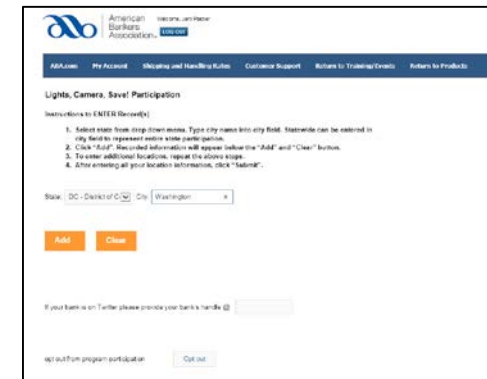 American
Bankers
Association.
Welcome, Jam Packer
LOG OUT
ABA.com My Account Shipping and Handling Rates Customer Support Return to Training/Events Return to Products
Lights, Camera, Save! Participation
Instructions to ENTER Record(s)
1. Select state from drop down menu. Type city name into city field. Statewide can be entered in
city field to represent entire state participation.
2. Click "Add". Recorded information will appear below the "Add" and "Clear" button.
3. To enter additional locations, repeat the above steps.
4. After entering all your location information, click "Submit".
State: DC - District of C City Washington x
Add Clear
If your bank is on Twitter please provide your bank's handle @
opt out from program participation Opt out